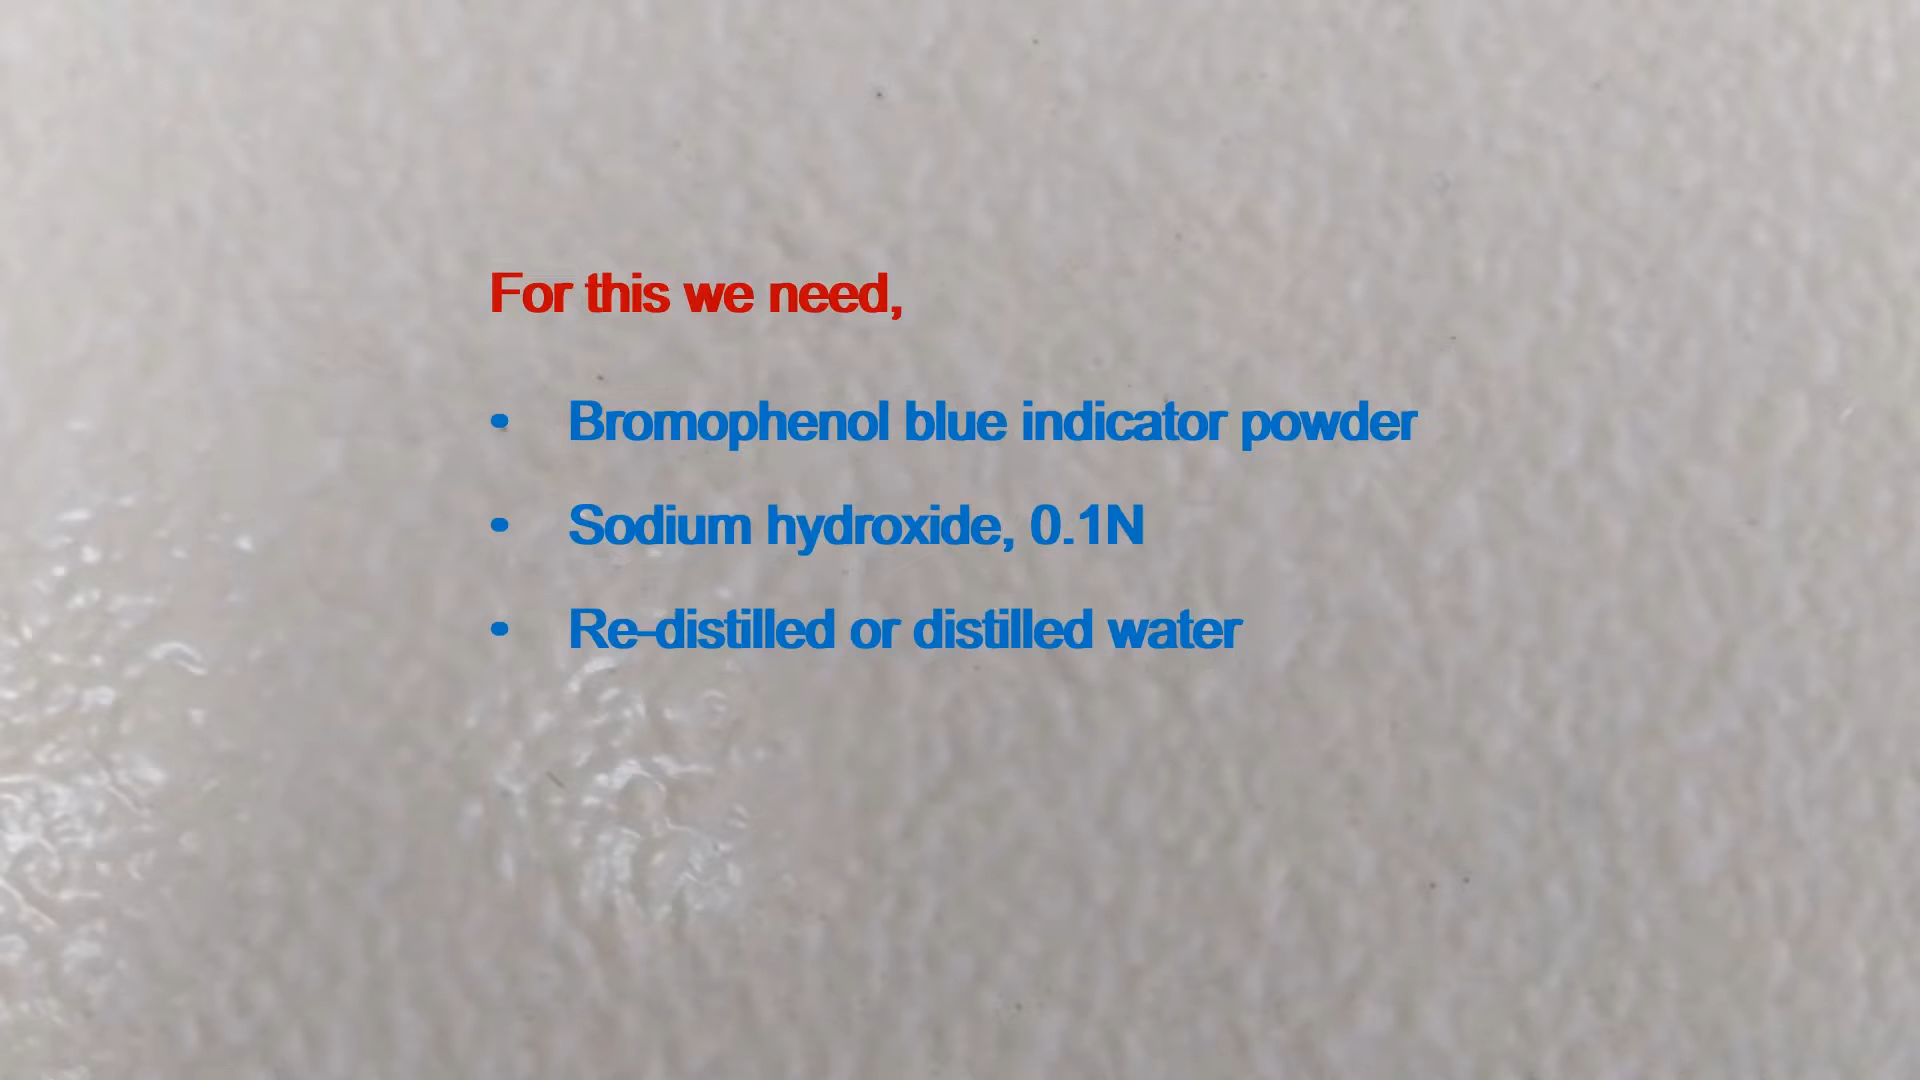 For this we need,
• Bromophenol blue indicator powder
• Sodium hydroxide, 0.1N
• Re-distilled or distilled water